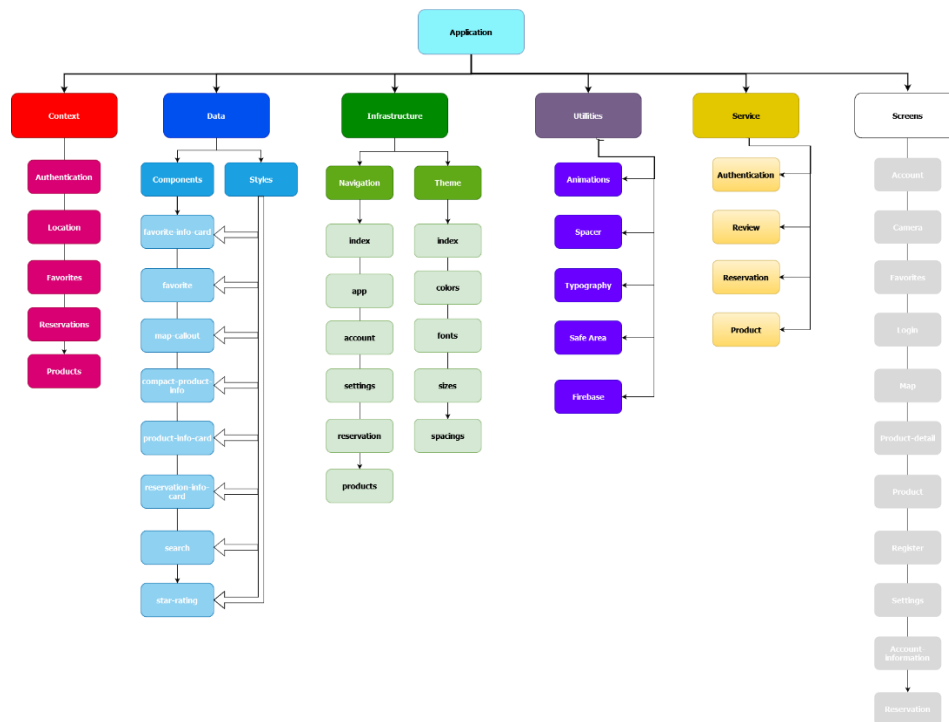 Application
Context
Data
Infrastructure
Utilities
Service
Screens
Authentication
Location
Favorites
Reservations
Products
Components
Styles
favorite-info-card
favorite
map-callout
compact-product-
info
product-info-card
reservation-info-
card
search
star-rating
Navigation
Theme
index
app
account
settings
reservation
products
index
colors
fonts
sizes
spacings
Animations
Spacer
Typography
Safe Area
Firebase
Authentication
Review
Reservation
Product
Account
Camera
Favorites
Login
Map
Product-detail
Product
Register
Settings
Account
information
Reservation